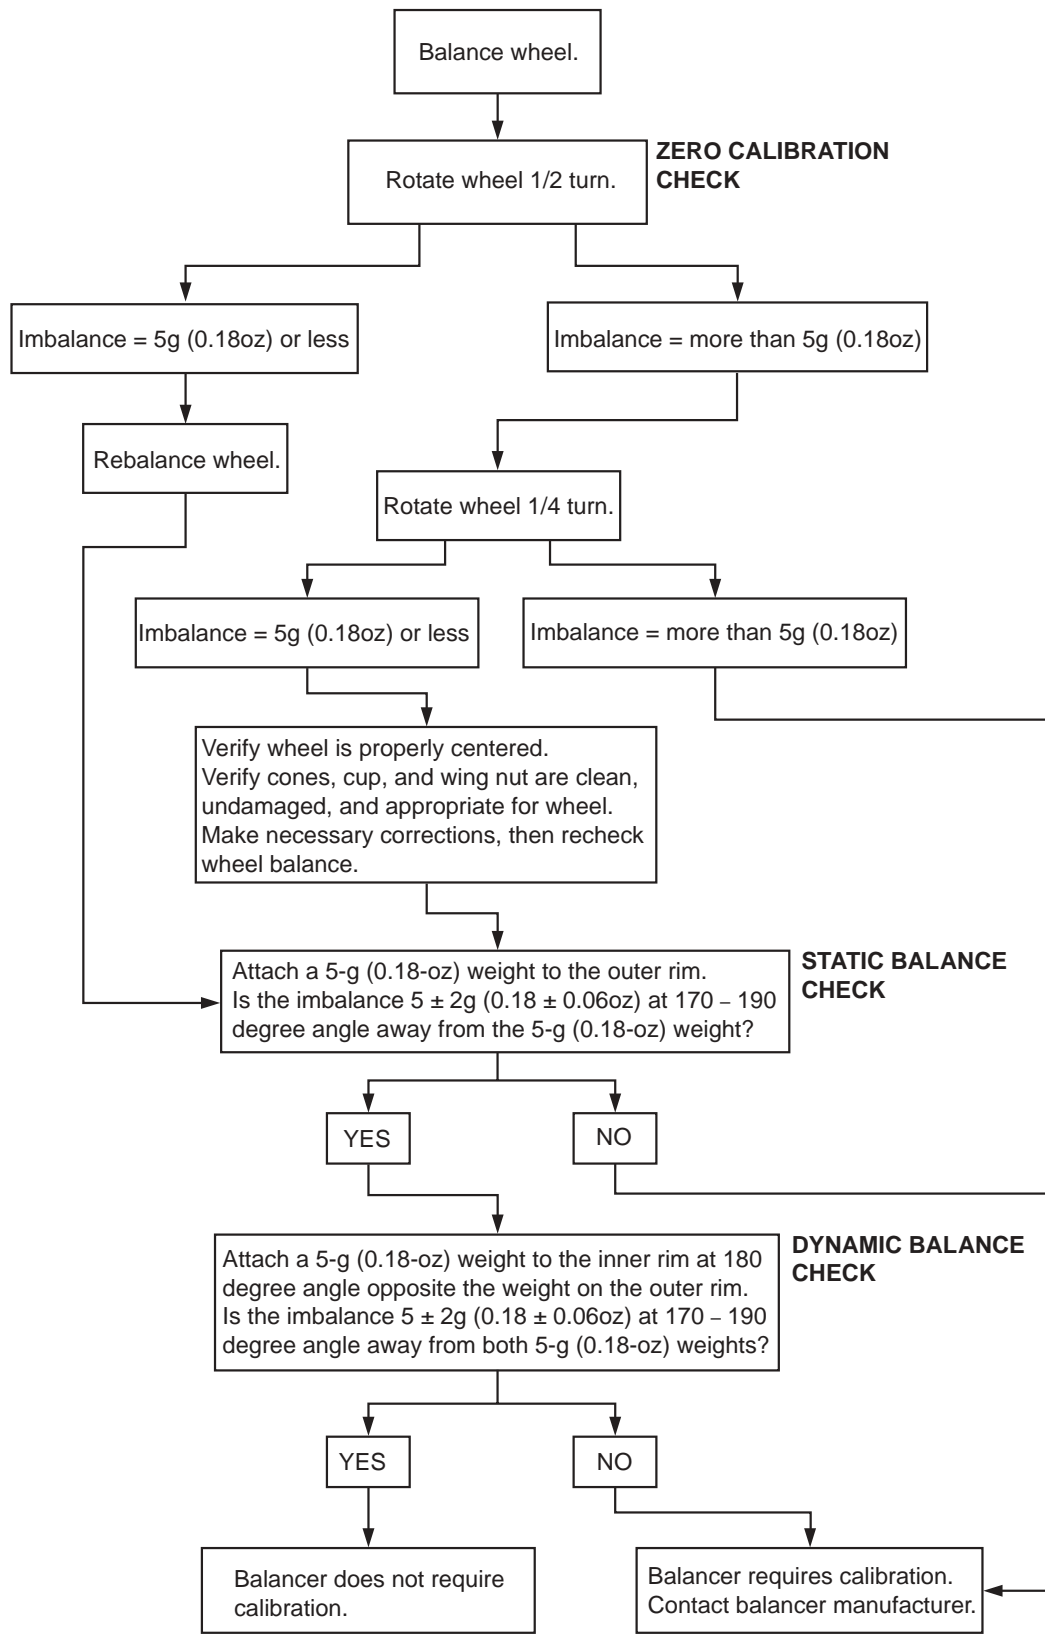 Balance wheel.
ZERO CALIBRATION
CHECK
Rotate wheel 1/2 turn.
Imbalance = 5g (0.18oz) or less
Imbalance = more than 5g (0.18oz)
Rebalance wheel.
Rotate wheel 1/4 turn.
Imbalance = 5g (0.18oz) or less
Imbalance = more than 5g (0.18oz)
Verify wheel is properly centered.
Verify cones, cup, and wing nut are clean,
undamaged, and appropriate for wheel.
Make necessary corrections, then recheck
wheel balance.
STATIC BALANCE
CHECK
Attach a 5-g (0.18-oz) weight to the outer rim.
Is the imbalance 5 ± 2g (0.18 ± 0.06oz) at 170 – 190
degree angle away from the 5-g (0.18-oz) weight?
YES
NO
DYNAMIC BALANCE
CHECK
Attach a 5-g (0.18-oz) weight to the inner rim at 180
degree angle opposite the weight on the outer rim.
Is the imbalance 5 ± 2g (0.18 ± 0.06oz) at 170 – 190
degree angle away from both 5-g (0.18-oz) weights?
YES
NO
Balancer does not require
calibration.
Balancer requires calibration.
Contact balancer manufacturer.